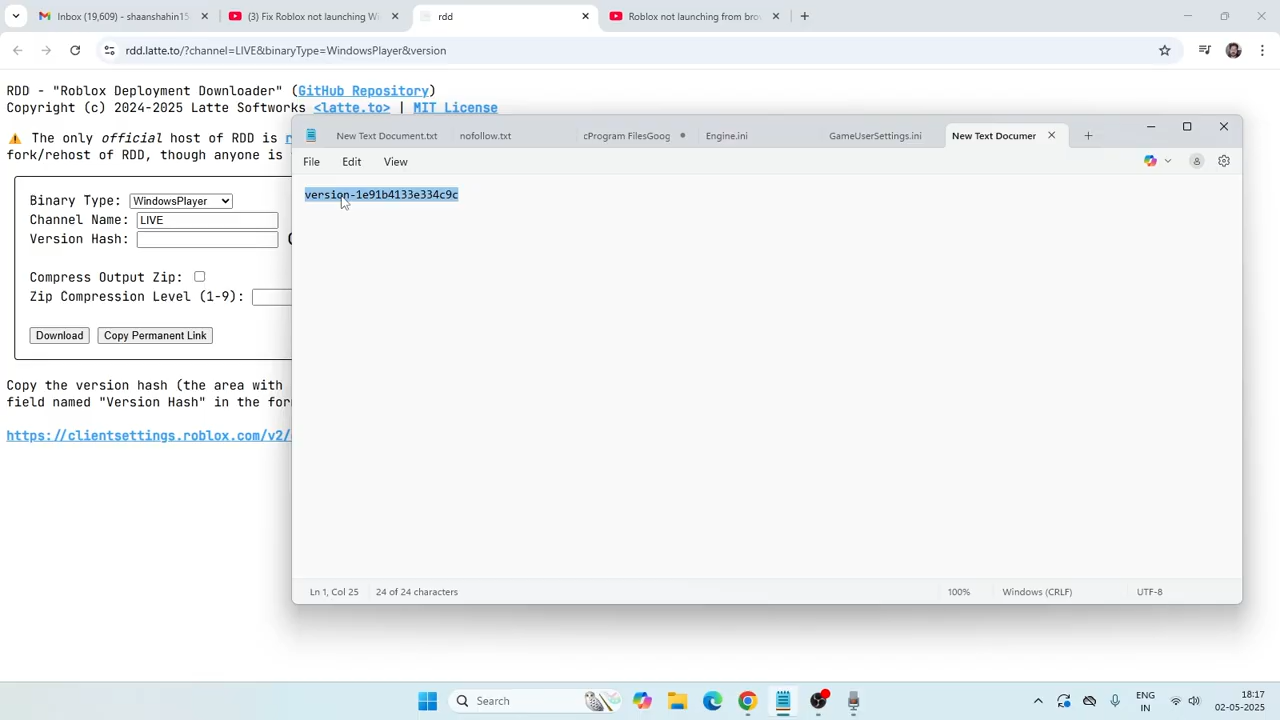 Inbox (19,609) - shaanshahin15
(3) Fix Roblox not launching Wi
rdd
Roblox not launching from bro
rdd.latte.to/?channel=LIVE&binaryType=WindowsPlayer&version
RDD - "Roblox Deployment Downloader" (GitHub Repository)
Copyright (c) 2024-2025 Latte Softworks <latte.to> | MIT License
⚠️ The only official host of RDD is
fork/rehost of RDD, though anyone is
Binary Type: WindowsPlayer
Channel Name: LIVE
Version Hash:
Compress Output Zip:
Zip Compression Level (1-9):
Download Copy Permanent Link
Copy the version hash (the area with
field named "Version Hash" in the for
https://clientsettings.roblox.com/v2/
New Text Document.txt nofollow.txt cProgram FilesGoog Engine.ini GameUserSettings.ini New Text Documer
File Edit View
version-1e91b4133e334c9c
Ln 1, Col 25 24 of 24 characters 100% Windows (CRLF) UTF-8
Search
ENG
IN
18:17
02-05-2025